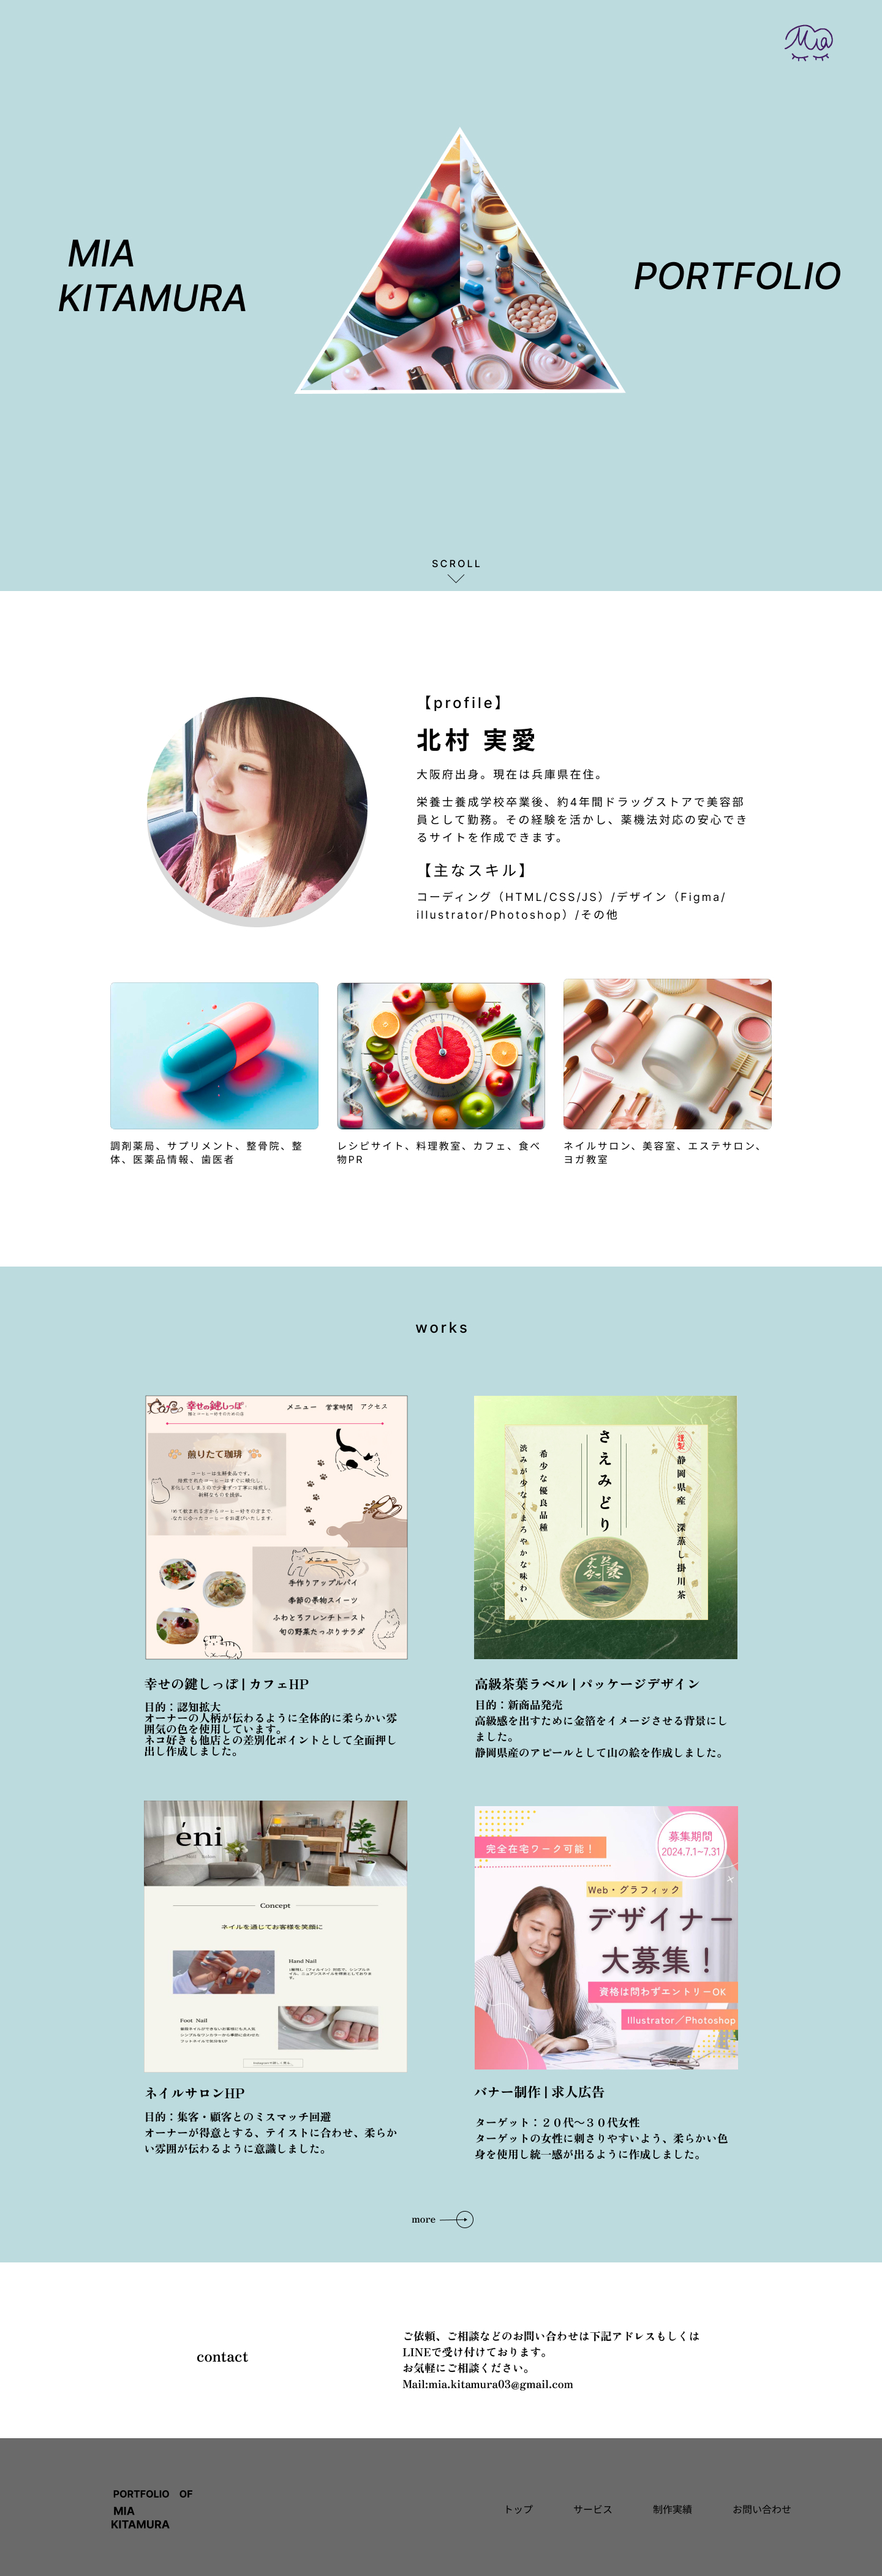 Mia
MIA
KITAMURA
PORTFOLIO
SCROLL
【profile】
北村 実愛
大阪府出身。現在は兵庫県在住。
栄養士養成学校卒業後、約4年間ドラッグストアで美容部
員として勤務。その経験を活かし、薬機法対応の安心でき
るサイトを作成できます。
【主なスキル】
コーディング（HTML/CSS/JS）/デザイン（Figma/
illustrator/Photoshop）/その他
調剤薬局、サプリメント、整骨院、整
体、医薬品情報、歯医者
レシピサイト、料理教室、カフェ、食べ
物PR
ネイルサロン、美容室、エステサロン、
ヨガ教室
works
幸せの鍵しっぽ
猫とコーヒー好きのための店
メニュー 営業時間 アクセス
煎りたて珈琲
コーヒーは生鮮食品です。
メニュー
手作りアップルパイ
季節の果物スイーツ
ふわとろフレンチトースト
旬の野菜たっぷりサラダ
謹製
静岡県産 深蒸し掛川茶
さえみどり
希少な優良品種
渋みが少なくまろやかな味わい
幸せの鍵しっぽ | カフェHP
目的：認知拡大
オーナーの人柄が伝わるように全体的に柔らかい雰
囲気の色を使用しています。
ネコ好きも他店との差別化ポイントとして全面押し
出し作成しました。
高級茶葉ラベル | パッケージデザイン
目的：新商品発売
高級感を出すために金箔をイメージさせる背景にし
ました。
静岡県産のアピールとして山の絵を作成しました。
éni
Concept
ネイルを通じてお客様を笑顔に
Hand Nail
Foot Nail
完全在宅ワーク可能！
募集期間
2024.7.1~7.31
Web・グラフィック
デザイナー
大募集！
資格は問わずエントリーOK
Illustrator／Photoshop
ネイルサロンHP
目的：集客・顧客とのミスマッチ回避
オーナーが得意とする、テイストに合わせ、柔らか
い雰囲が伝わるように意識しました。
バナー制作 | 求人広告
ターゲット：２０代〜３０代女性
ターゲットの女性に刺さりやすいよう、柔らかい色
身を使用し統一感が出るように作成しました。
more
contact
ご依頼、ご相談などのお問い合わせは下記アドレスもしくは
LINEで受け付けております。
お気軽にご相談ください。
Mail:mia.kitamura03@gmail.com
PORTFOLIO OF
MIA
KITAMURA
トップ サービス 制作実績 お問い合わせ